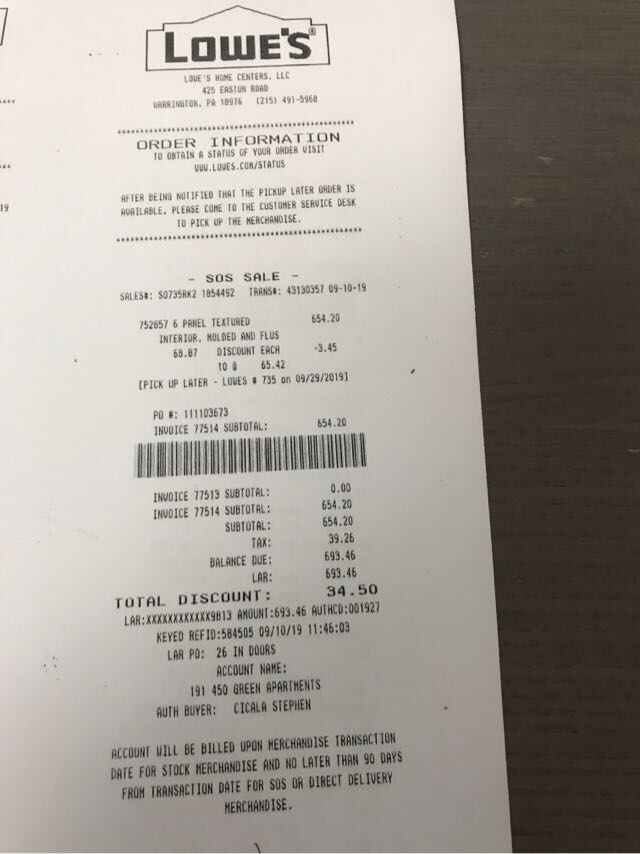 LOWE'S®
LOWE'S HOME CENTERS, LLC
425 EASTON ROAD
WARRINGTON, PA 18976 (215) 491-5960
****************************************
ORDER INFORMATION
TO OBTAIN A STATUS OF YOUR ORDER VISIT
WWW.LOWES.COM/STATUS
AFTER BEING NOTIFIED THAT THE PICKUP LATER ORDER IS
AVAILABLE, PLEASE COME TO THE CUSTOMER SERVICE DESK
TO PICK UP THE MERCHANDISE.
****************************************
- SOS SALE -
SALES#: SO735RK2 1854492 TRANS#: 43130357 09-10-19
752657 6 PANEL TEXTURED 654.20
INTERIOR, MOLDED AND FLUS
68.87 DISCOUNT EACH -3.45
10 @ 65.42
[PICK UP LATER - LOWES # 735 on 09/29/2019]
PO #: 111103673
INVOICE 77514 SUBTOTAL: 654.20
INVOICE 77513 SUBTOTAL: 0.00
INVOICE 77514 SUBTOTAL: 654.20
SUBTOTAL: 654.20
TAX: 39.26
BALANCE DUE: 693.46
LAR: 693.46
TOTAL DISCOUNT: 34.50
LAR:XXXXXXXXXXXX9813 AMOUNT:693.46 AUTHCD:001927
KEYED REFID:584505 09/10/19 11:46:03
LAR PO: 26 IN DOORS
ACCOUNT NAME:
191 450 GREEN APARTMENTS
AUTH BUYER: CICALA STEPHEN
ACCOUNT WILL BE BILLED UPON MERCHANDISE TRANSACTION
DATE FOR STOCK MERCHANDISE AND NO LATER THAN 90 DAYS
FROM TRANSACTION DATE FOR SOS OR DIRECT DELIVERY
MERCHANDISE.
19